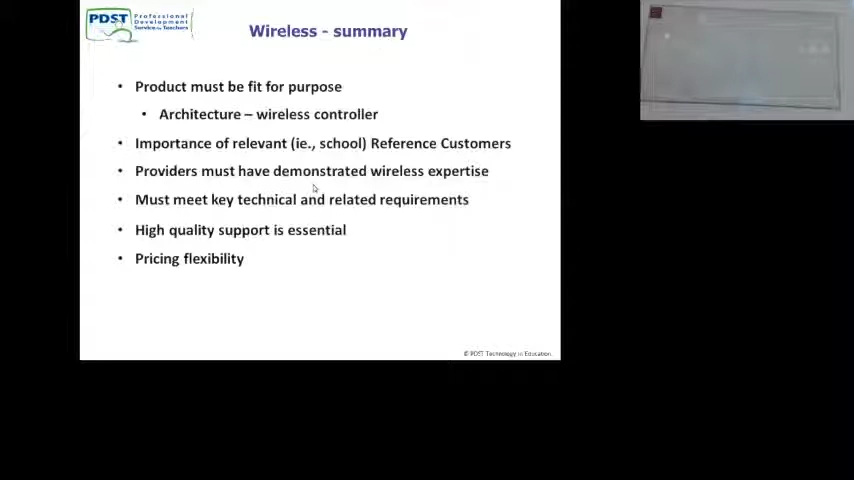 PDST
Professional
Development
Service for Teachers
Wireless - summary
• Product must be fit for purpose
• Architecture – wireless controller
• Importance of relevant (ie., school) Reference Customers
• Providers must have demonstrated wireless expertise
• Must meet key technical and related requirements
• High quality support is essential
• Pricing flexibility
© PDST Technology in Education